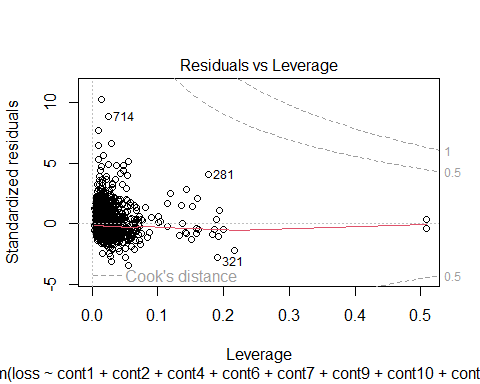 Residuals vs Leverage
Standardized residuals
10
5
0
-5
714
281
321
1
0.5
0.5
Cook's distance
0.0 0.1 0.2 0.3 0.4 0.5
Leverage
m(loss ~ cont1 + cont2 + cont4 + cont6 + cont7 + cont9 + cont10 + cont